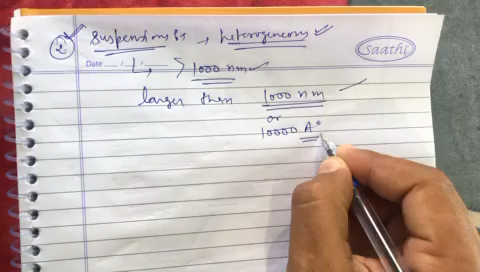 2. Suspensions → heterogeneous
Saathi
Date ...../...../..... > 1000 nm
larger than 1000 nm
or
10000 A°